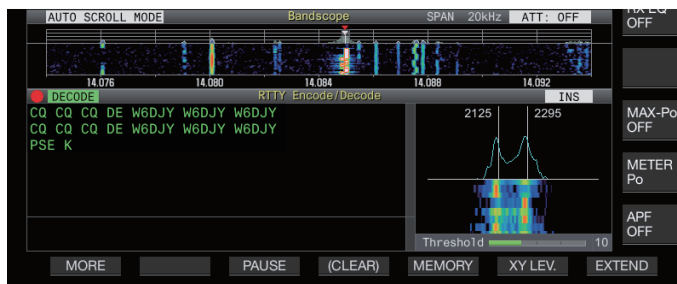 AUTO SCROLL MODE Bandscope SPAN 20kHz ATT: OFF
RX EQ
OFF
14.076 14.080 14.084 14.088 14.092
DECODE RTTY Encode/Decode INS
CQ CQ CQ DE W6DJY W6DJY W6DJY
CQ CQ CQ DE W6DJY W6DJY W6DJY
PSE K
2125 2295
MAX-Po
OFF
METER
Po
APF
OFF
Threshold 10
MORE PAUSE (CLEAR) MEMORY XY LEV. EXTEND